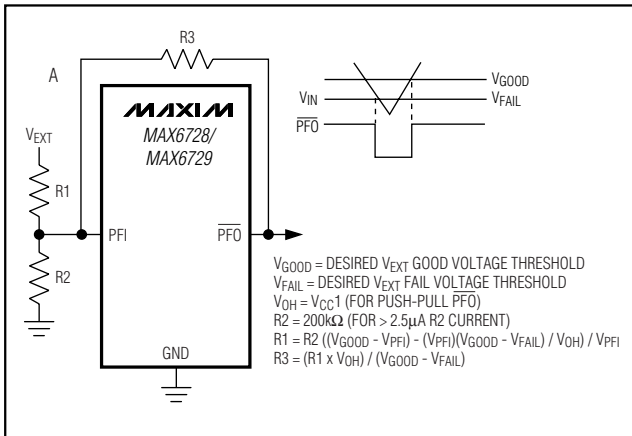 R3
A
MAXIM
MAX6728/
MAX6729
VEXT
R1
PFI
PFO
R2
GND
VIN
PFO
VGOOD
VFAIL
VGOOD = DESIRED VEXT GOOD VOLTAGE THRESHOLD
VFAIL = DESIRED VEXT FAIL VOLTAGE THRESHOLD
VOH = VCC1 (FOR PUSH-PULL PFO)
R2 = 200kΩ (FOR > 2.5μA R2 CURRENT)
R1 = R2 ((VGOOD - VPFI) - (VPFI)(VGOOD - VFAIL) / VOH) / VPFI
R3 = (R1 x VOH) / (VGOOD - VFAIL)